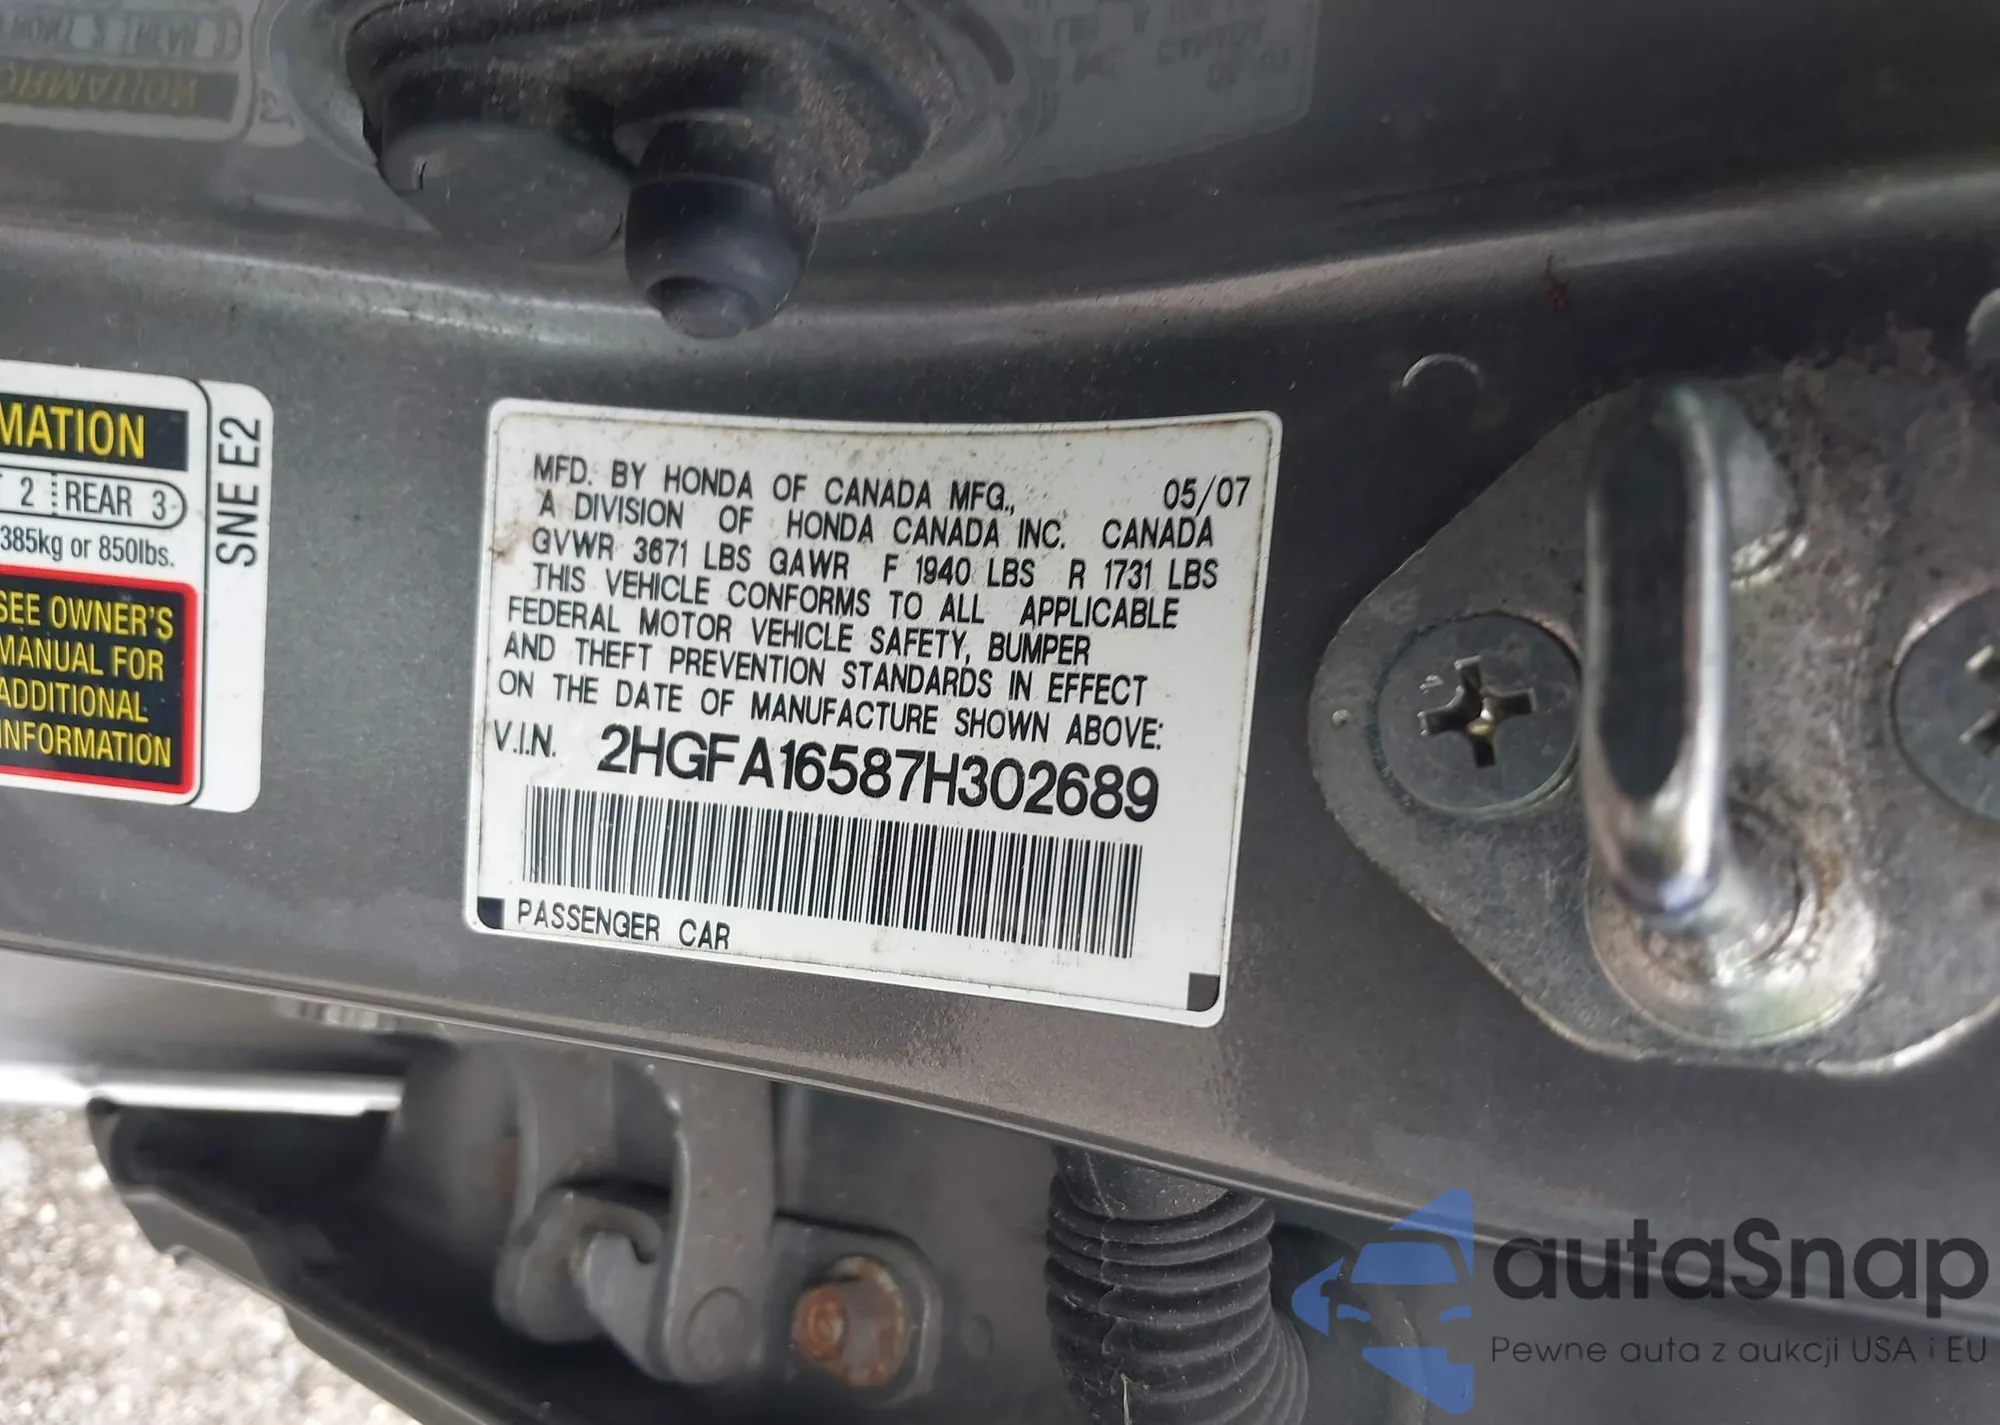 MATION
2 REAR 3
385kg or 850lbs.
SEE OWNER'S
MANUAL FOR
ADDITIONAL
INFORMATION
SNE E2
MFD. BY HONDA OF CANADA MFG., 05/07
A DIVISION OF HONDA CANADA INC. CANADA
GVWR 3671 LBS GAWR F 1940 LBS R 1731 LBS
THIS VEHICLE CONFORMS TO ALL APPLICABLE
FEDERAL MOTOR VEHICLE SAFETY, BUMPER
AND THEFT PREVENTION STANDARDS IN EFFECT
ON THE DATE OF MANUFACTURE SHOWN ABOVE:
V.I.N. 2HGFA16587H302689
PASSENGER CAR
autaSnap
Pewne auta z aukcji USA i EU